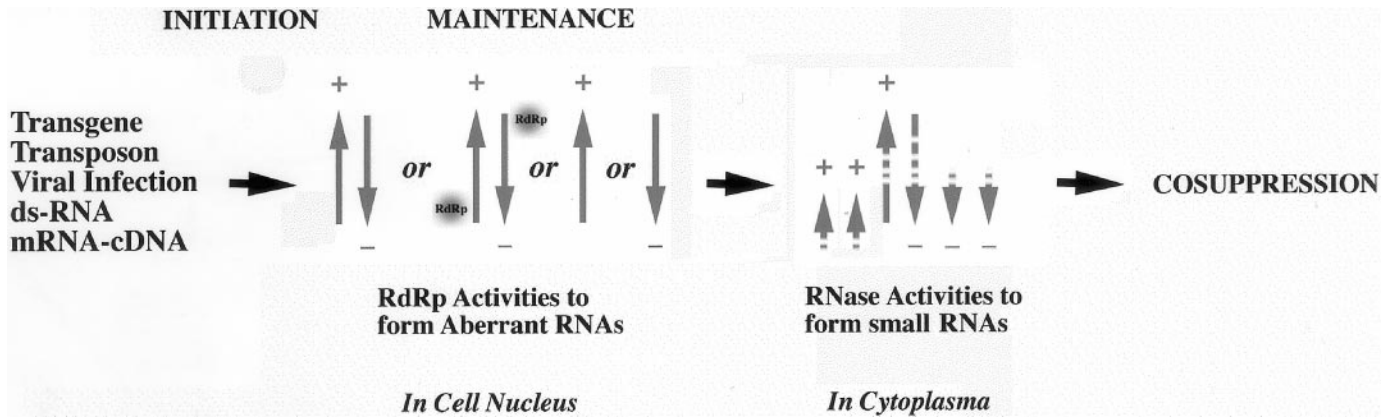 INITIATION MAINTENANCE
+ + + +
Transgene
Transposon
Viral Infection
ds-RNA
mRNA-cDNA
RdRp
or or or
+ +
COSUPPRESSION
RdRp
− − − − − −
RdRp Activities to
form Aberrant RNAs
RNase Activities to
form small RNAs
In Cell Nucleus
In Cytoplasma